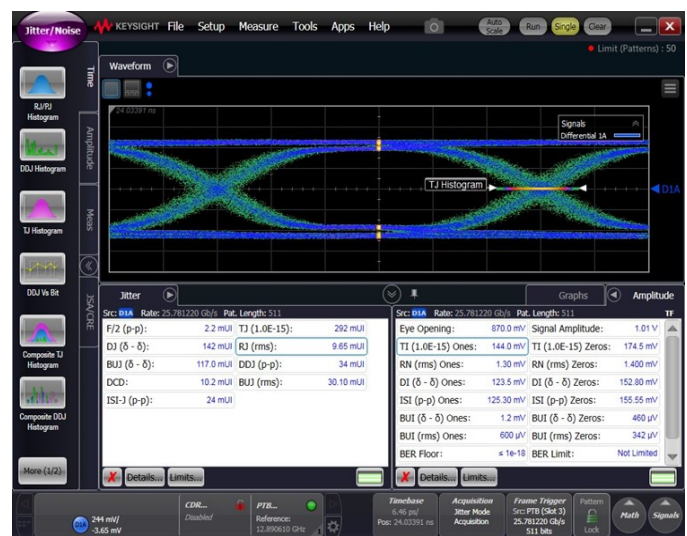 Jitter/Noise
KEYSIGHT File Setup Measure Tools Apps Help
Auto Scale
Run
Single
Clear
Limit (Patterns) : 50
Waveform
Time
Amplitude
Meas
JSA/CRE
RJ/PJ
Histogram
DDJ Histogram
TJ Histogram
DDJ Vs Bit
Composite TJ
Histogram
Composite DDJ
Histogram
More (1/2)
24.03391 ns
Signals
Differential 1A
TJ Histogram
D1A
Jitter
Src: D1A Rate: 25.781220 Gb/s Pat. Length: 511
F/2 (p-p): 2.2 mUI TJ (1.0E-15): 292 mUI
DJ (δ - δ): 142 mUI RJ (rms): 9.65 mUI
BUJ (δ - δ): 117.0 mUI DDJ (p-p): 34 mUI
DCD: 10.2 mUI BUJ (rms): 30.10 mUI
ISI-J (p-p): 24 mUI
Details... Limits...
Graphs Amplitude
Src: D1A Rate: 25.781220 Gb/s Pat. Length: 511 TF
Eye Opening: 870.0 mV Signal Amplitude: 1.01 V
TI (1.0E-15) Ones: 144.0 mV TI (1.0E-15) Zeros: 174.5 mV
RN (rms) Ones: 1.30 mV RN (rms) Zeros: 1.400 mV
DI (δ - δ) Ones: 123.5 mV DI (δ - δ) Zeros: 152.80 mV
ISI (p-p) Ones: 125.30 mV ISI (p-p) Zeros: 155.55 mV
BUI (δ - δ) Ones: 1.2 mV BUI (δ - δ) Zeros: 460 µV
BUI (rms) Ones: 600 µV BUI (rms) Zeros: 342 µV
BER Floor: ≤ 1e-18 BER Limit: Not Limited
Details... Limits...
D1A
244 mV/
-3.65 mV
CDR...
Disabled
PTB...
Reference:
12.890610 GHz
Timebase
6.46 ps/
Pos: 24.03391 ns
Acquisition
Jitter Mode
Acquisition
Frame Trigger
Src: PTB (Slot 3)
25.781220 Gb/s
511 bits
Pattern
Lock
Math
Signals